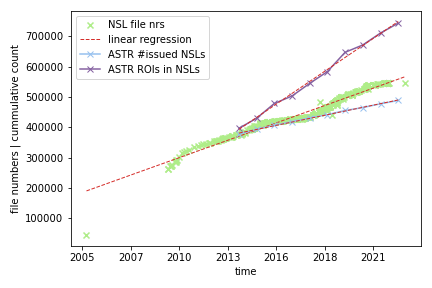 NSL file nrs
linear regression
ASTR #issued NSLs
ASTR ROIs in NSLs
700000
600000
500000
400000
300000
200000
100000
file numbers | cummulative count
2005 2007 2010 2013 2016 2018 2021
time